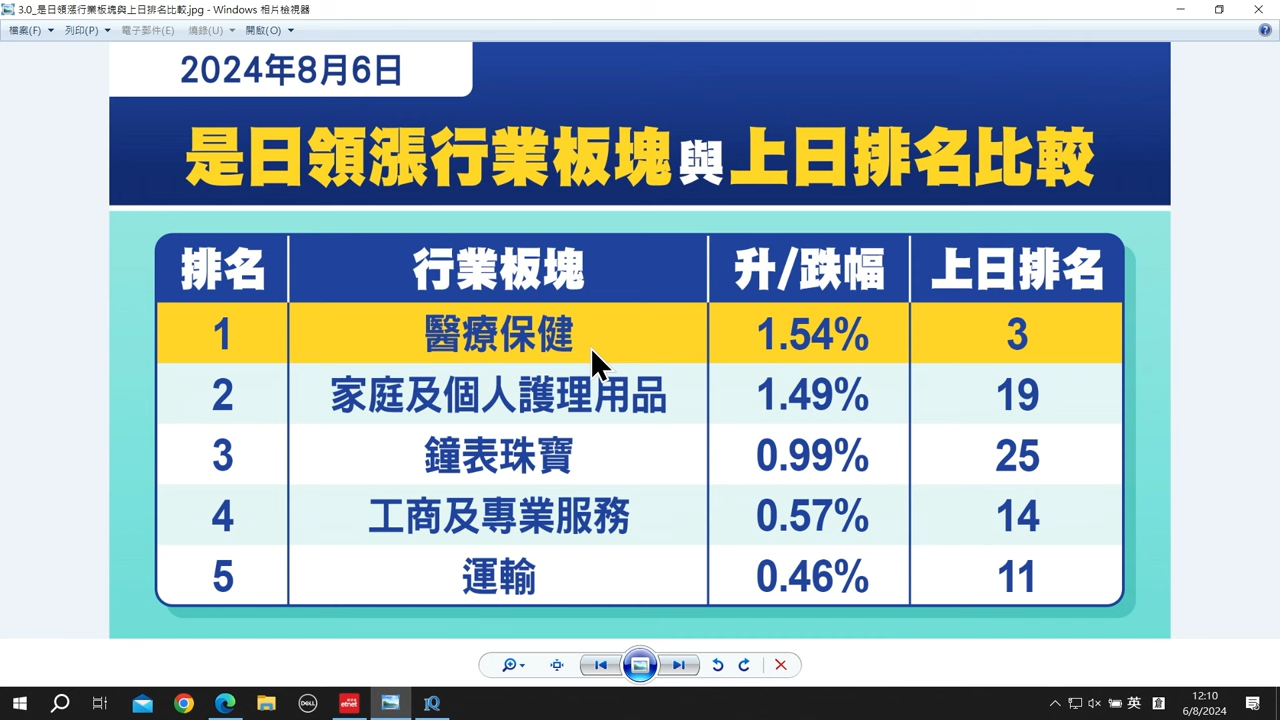 3.0_是日領漲行業板塊與上日排名比較.jpg - Windows 相片檢視器
檔案(F) 列印(P) 電子郵件(E) 燒錄(U) 開啟(O)
2024年8月6日
是日領漲行業板塊與上日排名比較
排名 行業板塊 升/跌幅 上日排名
1 醫療保健 1.54% 3
2 家庭及個人護理用品 1.49% 19
3 鐘表珠寶 0.99% 25
4 工商及專業服務 0.57% 14
5 運輸 0.46% 11
DELL etnet IQ 英 倉 12:10
6/8/2024